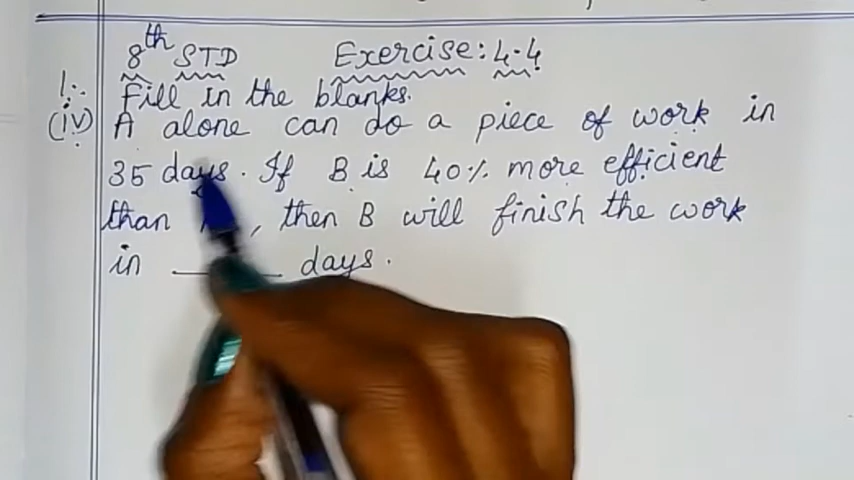 8th STD Exercise: 4.4
1. Fill in the blanks.
(iv) A alone can do a piece of work in
35 days. If B is 40% more efficient
than , then B will finish the work
in ______ days.